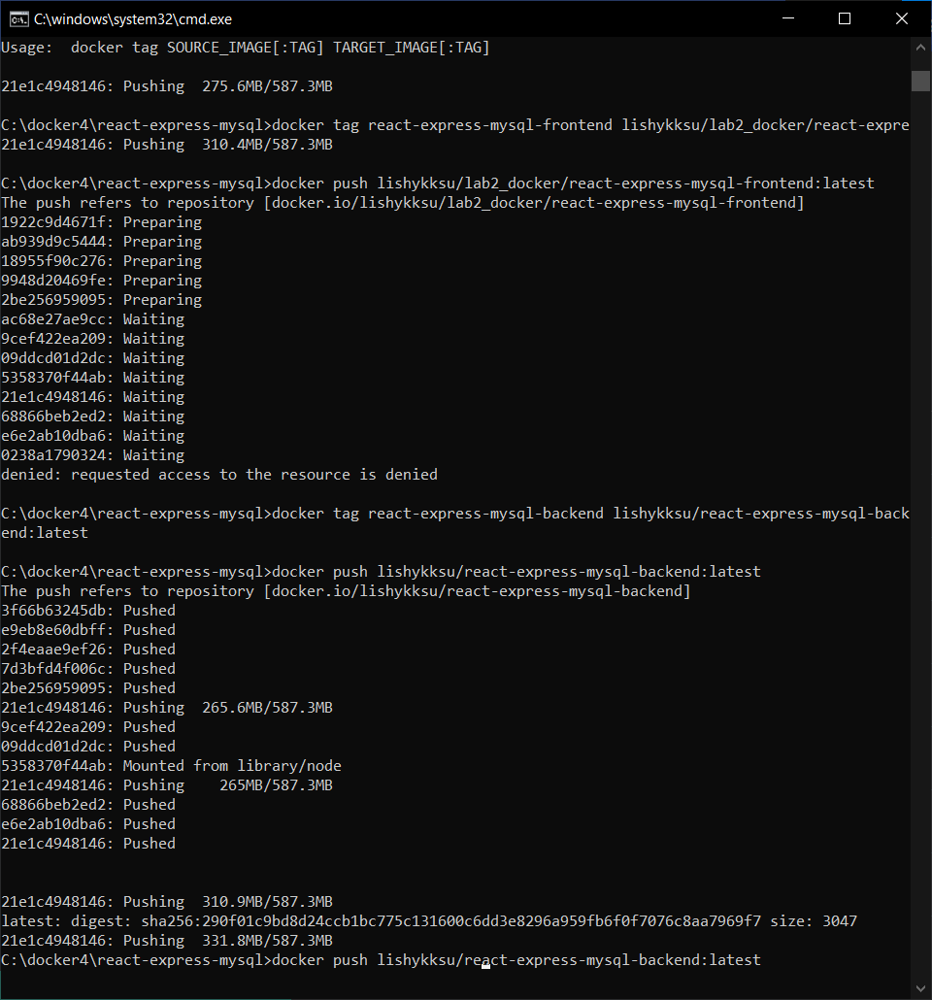 C:\windows\system32\cmd.exe
Usage:  docker tag SOURCE_IMAGE[:TAG] TARGET_IMAGE[:TAG]
21e1c4948146: Pushing  275.6MB/587.3MB
C:\docker4\react-express-mysql>docker tag react-express-mysql-frontend lishykksu/lab2_docker/react-expre
21e1c4948146: Pushing  310.4MB/587.3MB
C:\docker4\react-express-mysql>docker push lishykksu/lab2_docker/react-express-mysql-frontend:latest
The push refers to repository [docker.io/lishykksu/lab2_docker/react-express-mysql-frontend]
1922c9d4671f: Preparing
ab939d9c5444: Preparing
18955f90c276: Preparing
9948d20469fe: Preparing
2be256959095: Preparing
ac68e27ae9cc: Waiting
9cef422ea209: Waiting
09ddcd01d2dc: Waiting
5358370f44ab: Waiting
21e1c4948146: Waiting
68866beb2ed2: Waiting
e6e2ab10dba6: Waiting
0238a1790324: Waiting
denied: requested access to the resource is denied
C:\docker4\react-express-mysql>docker tag react-express-mysql-backend lishykksu/react-express-mysql-back
end:latest
C:\docker4\react-express-mysql>docker push lishykksu/react-express-mysql-backend:latest
The push refers to repository [docker.io/lishykksu/react-express-mysql-backend]
3f66b63245db: Pushed
e9eb8e60dbff: Pushed
2f4eaae9ef26: Pushed
7d3bfd4f006c: Pushed
2be256959095: Pushed
21e1c4948146: Pushing  265.6MB/587.3MB
9cef422ea209: Pushed
09ddcd01d2dc: Pushed
5358370f44ab: Mounted from library/node
21e1c4948146: Pushing    265MB/587.3MB
68866beb2ed2: Pushed
e6e2ab10dba6: Pushed
21e1c4948146: Pushed
21e1c4948146: Pushing  310.9MB/587.3MB
latest: digest: sha256:290f01c9bd8d24ccb1bc775c131600c6dd3e8296a959fb6f0f7076c8aa7969f7 size: 3047
21e1c4948146: Pushing  331.8MB/587.3MB
C:\docker4\react-express-mysql>docker push lishykksu/react-express-mysql-backend:latest